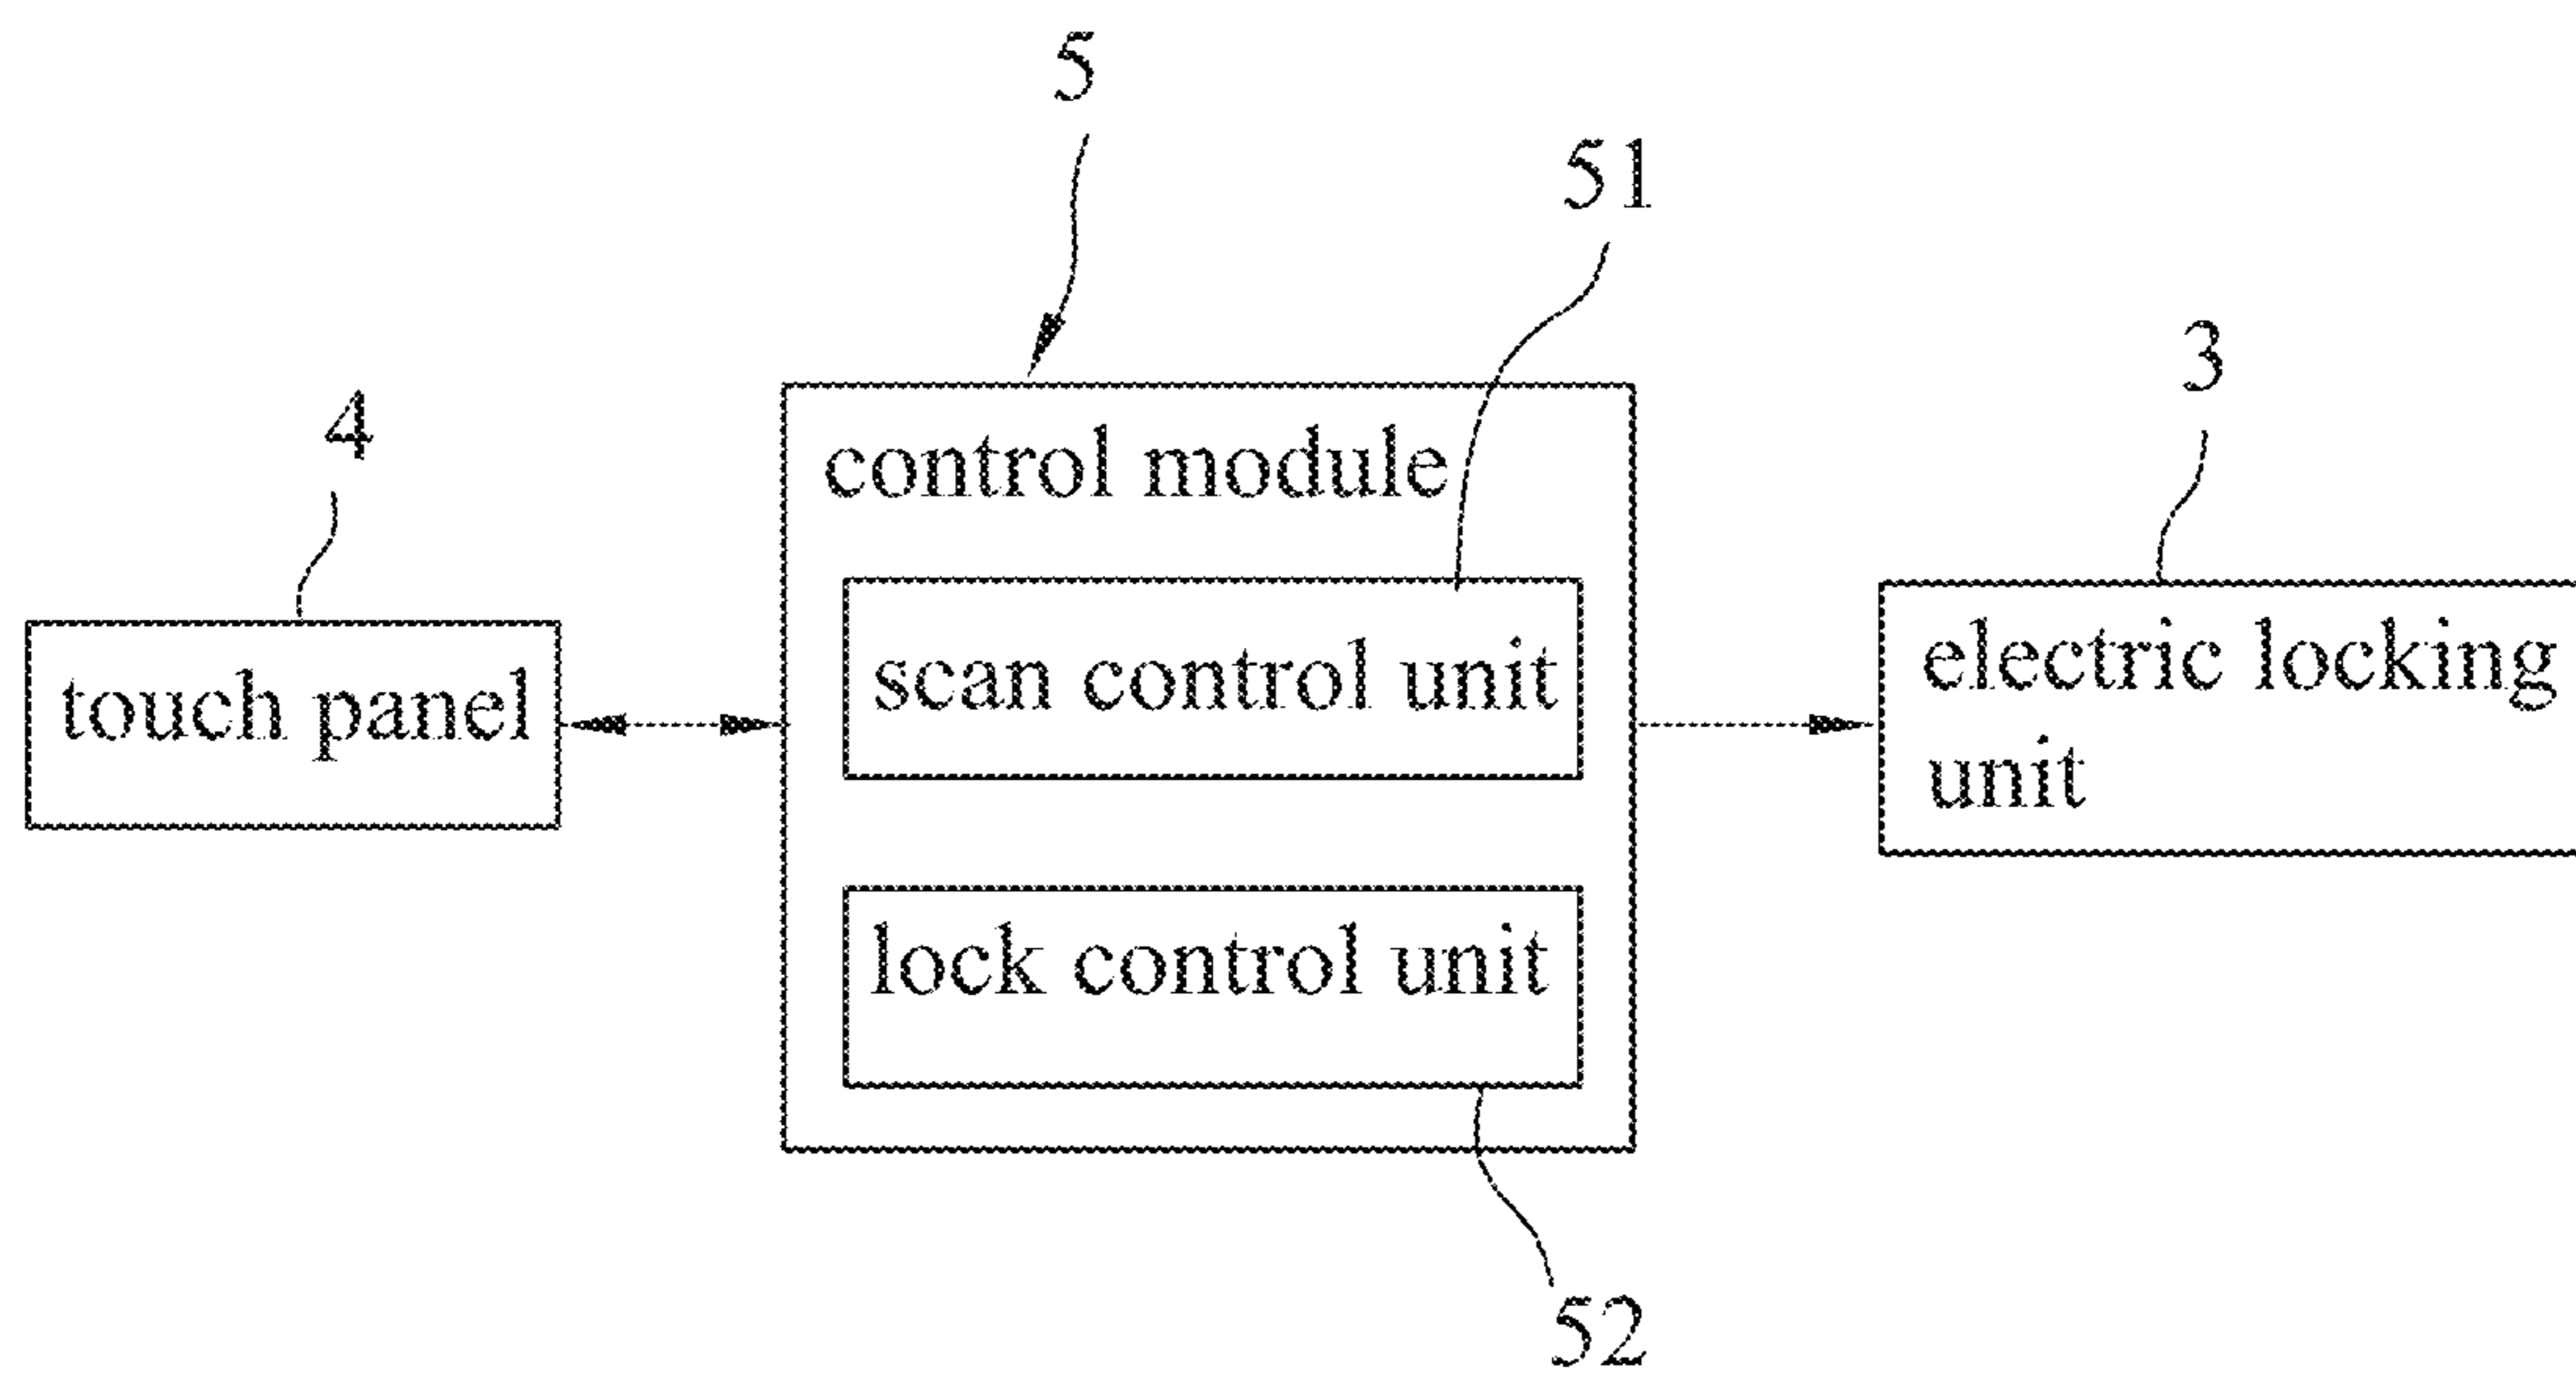 5
51
3
4
control module
scan control unit
touch panel
electric locking
unit
lock control unit
52